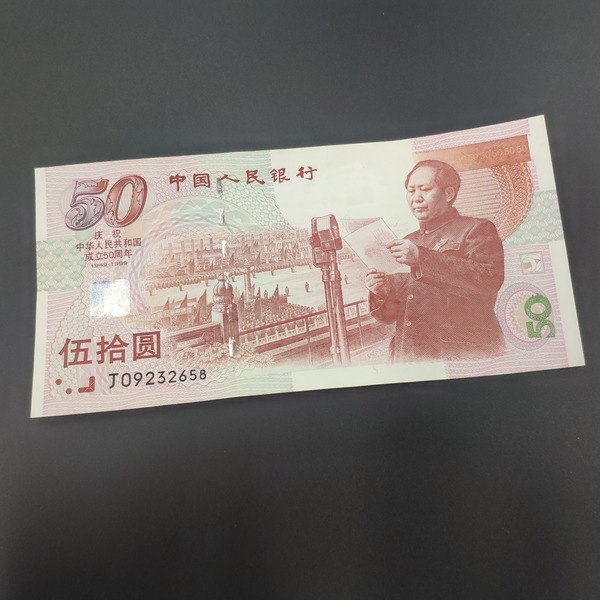 50
中国人民银行
庆祝
中华人民共和国
成立50周年
1949-1999
伍拾圆
J09232658
50